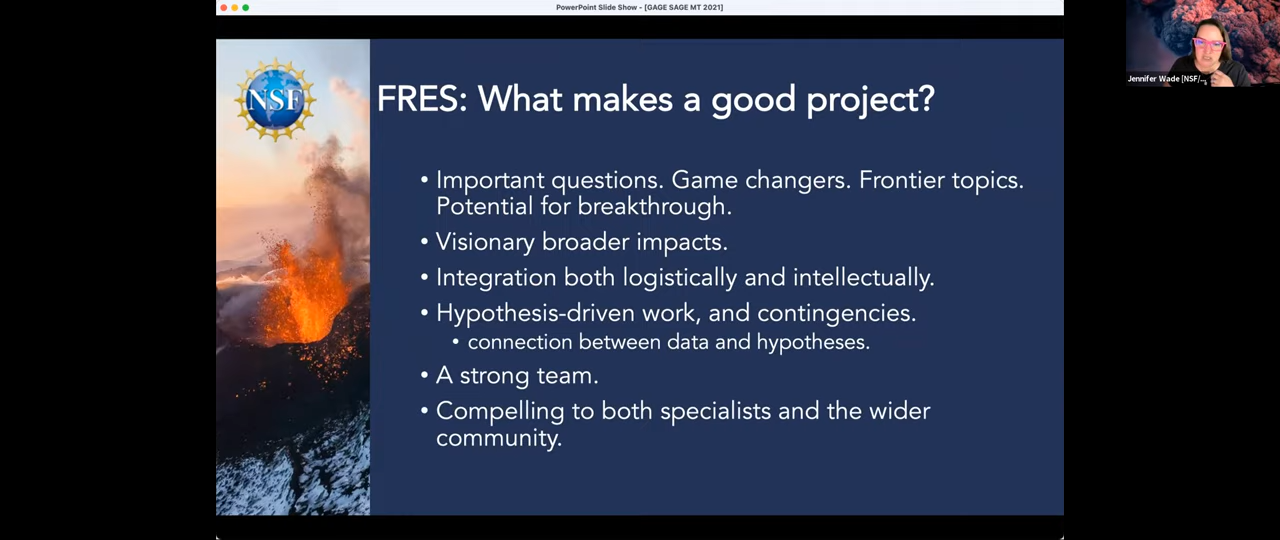 PowerPoint Slide Show - [GAGE SAGE MT 2021]
NSF
FRES: What makes a good project?
• Important questions. Game changers. Frontier topics.
Potential for breakthrough.
• Visionary broader impacts.
• Integration both logistically and intellectually.
• Hypothesis-driven work, and contingencies.
• connection between data and hypotheses.
• A strong team.
• Compelling to both specialists and the wider
community.
Jennifer Wade [NSF/...